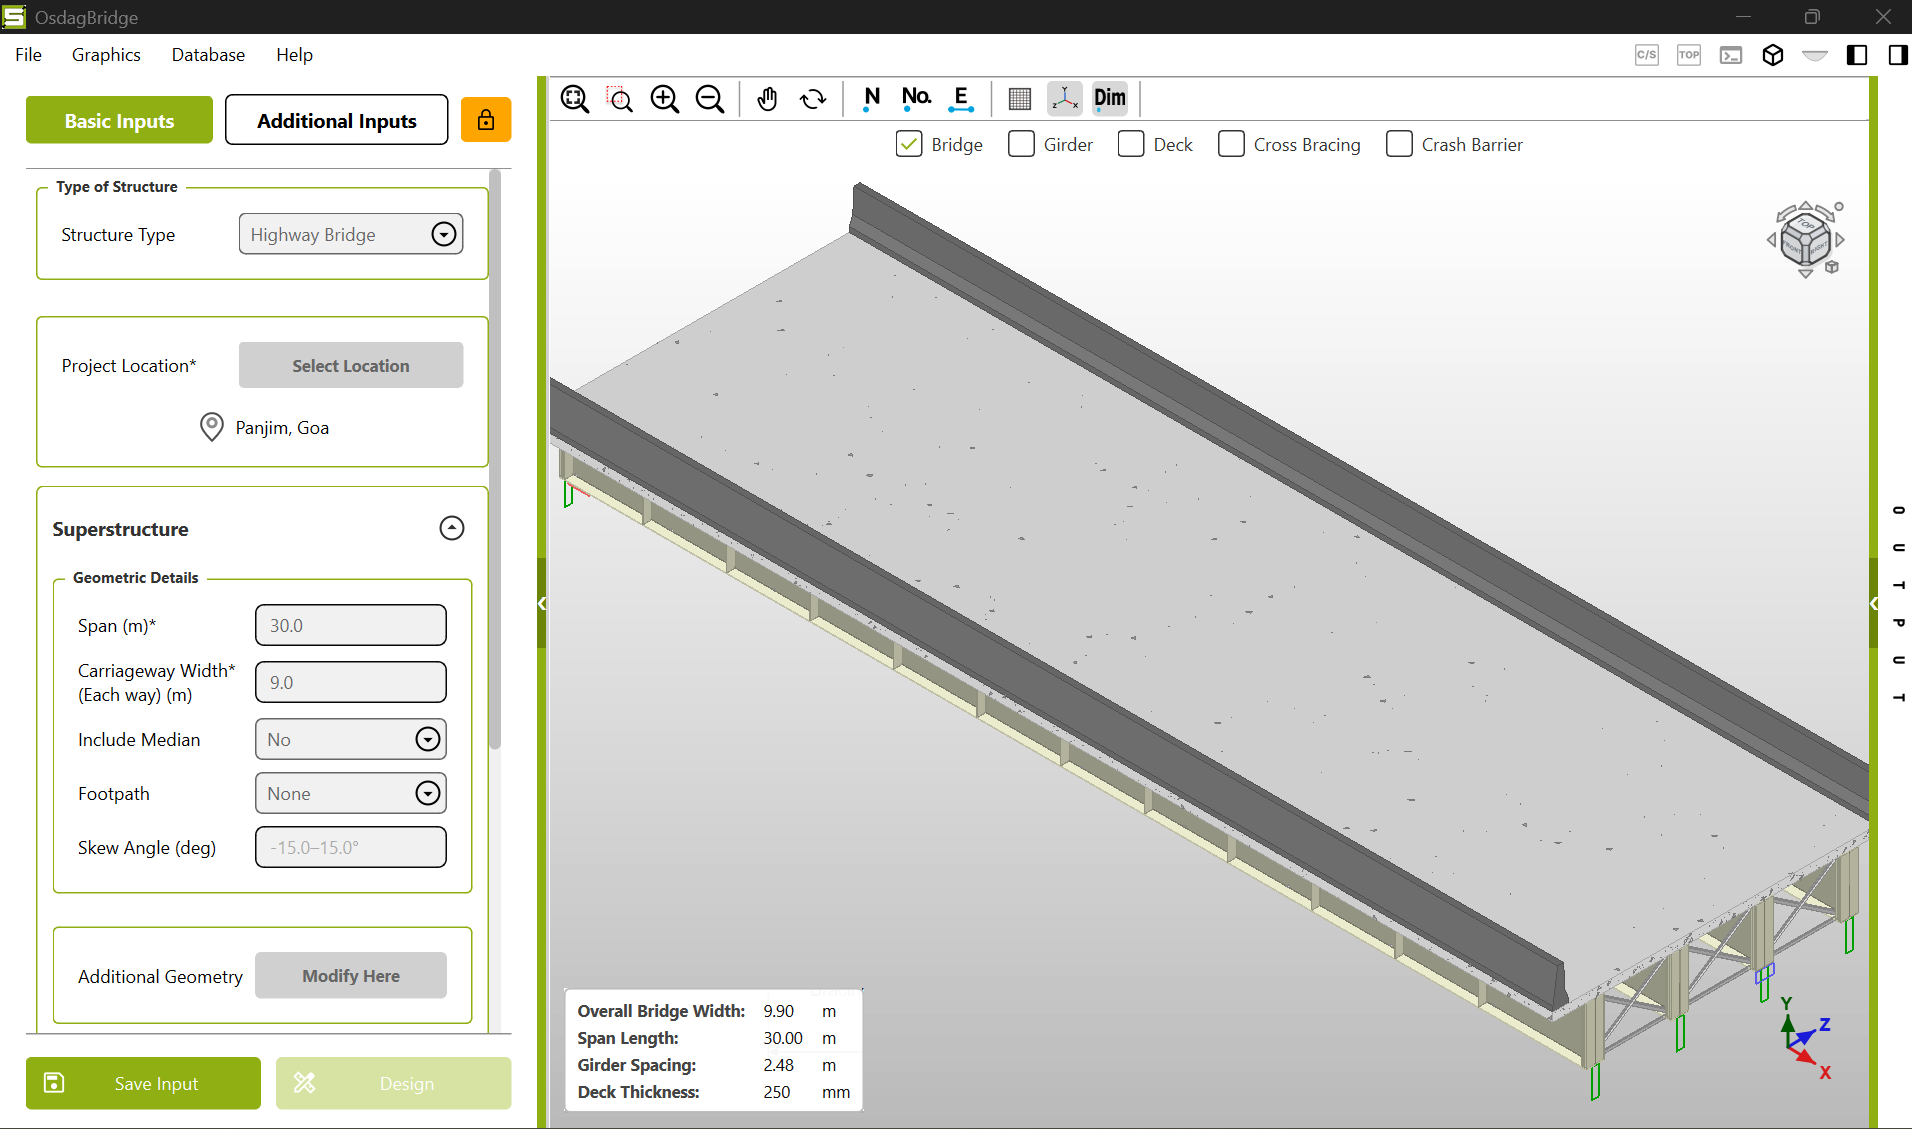 OsdagBridge
File Graphics Database Help
C/S TOP
Basic Inputs Additional Inputs
N No. E Dim
Bridge Girder Deck Cross Bracing Crash Barrier
Type of Structure
Structure Type Highway Bridge
Project Location* Select Location
Panjim, Goa
Superstructure
Geometric Details
Span (m)* 30.0
Carriageway Width* (Each way) (m) 9.0
Include Median No
Footpath None
Skew Angle (deg) -15.0–15.0°
Additional Geometry Modify Here
Save Input Design
TOP
FRONT RIGHT
Overall Bridge Width: 9.90 m
Span Length: 30.00 m
Girder Spacing: 2.48 m
Deck Thickness: 250 mm
Y
Z
X
OUTPUT